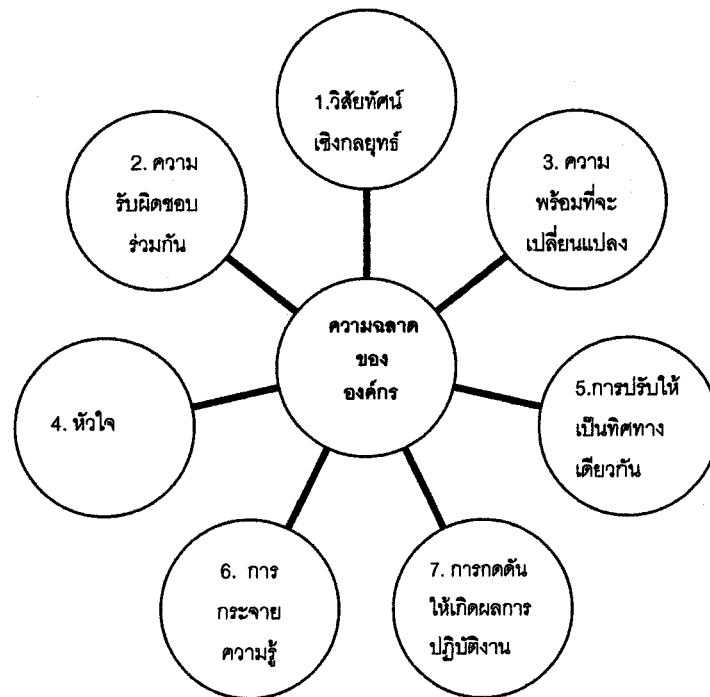 1.วิสัยทัศน์
เชิงกลยุทธ์
2. ความ
รับผิดชอบ
ร่วมกัน
3. ความ
พร้อมที่จะ
เปลี่ยนแปลง
ความฉลาด
ของ
องค์กร
4. หัวใจ
5.การปรับให้
เป็นทิศทาง
เดียวกัน
6. การ
กระจาย
ความรู้
7. การกดดัน
ให้เกิดผลการ
ปฏิบัติงาน